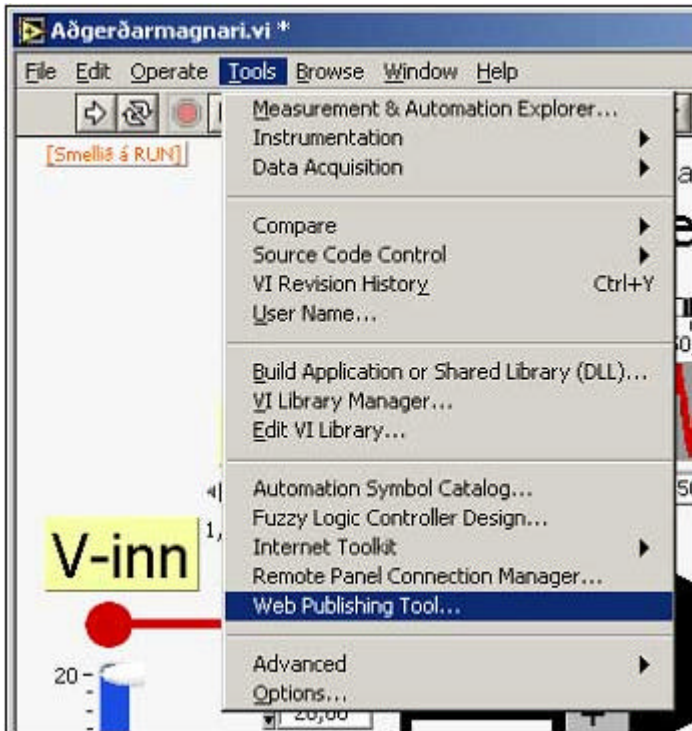 Aðgerðarmagnari.vi *
File Edit Operate Tools Browse Window Help
[Smellið á RUN]
Measurement & Automation Explorer...
Instrumentation
Data Acquisition
Compare
Source Code Control
VI Revision History Ctrl+Y
User Name...
Build Application or Shared Library (DLL)...
VI Library Manager...
Edit VI Library...
Automation Symbol Catalog...
Fuzzy Logic Controller Design...
Internet Toolkit
Remote Panel Connection Manager...
Web Publishing Tool...
Advanced
Options...
V-inn
20
20,00